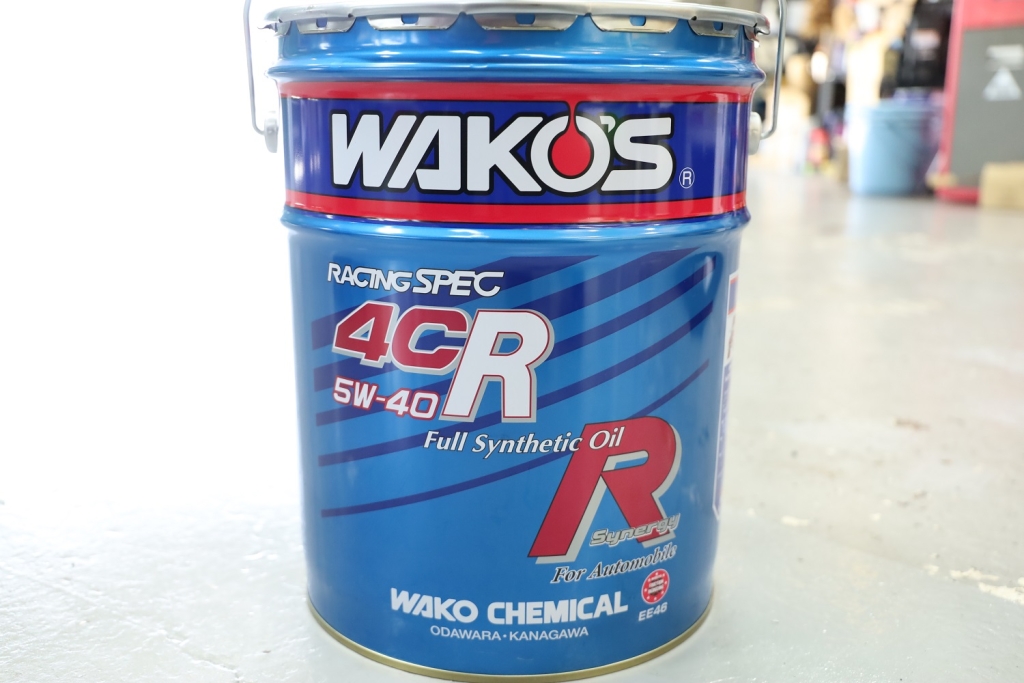 WAKO'S ®
RACING SPEC
4CR
5W-40
Full Synthetic Oil
R
Synergy
For Automobile
WAKO CHEMICAL
EE46
ODAWARA・KANAGAWA